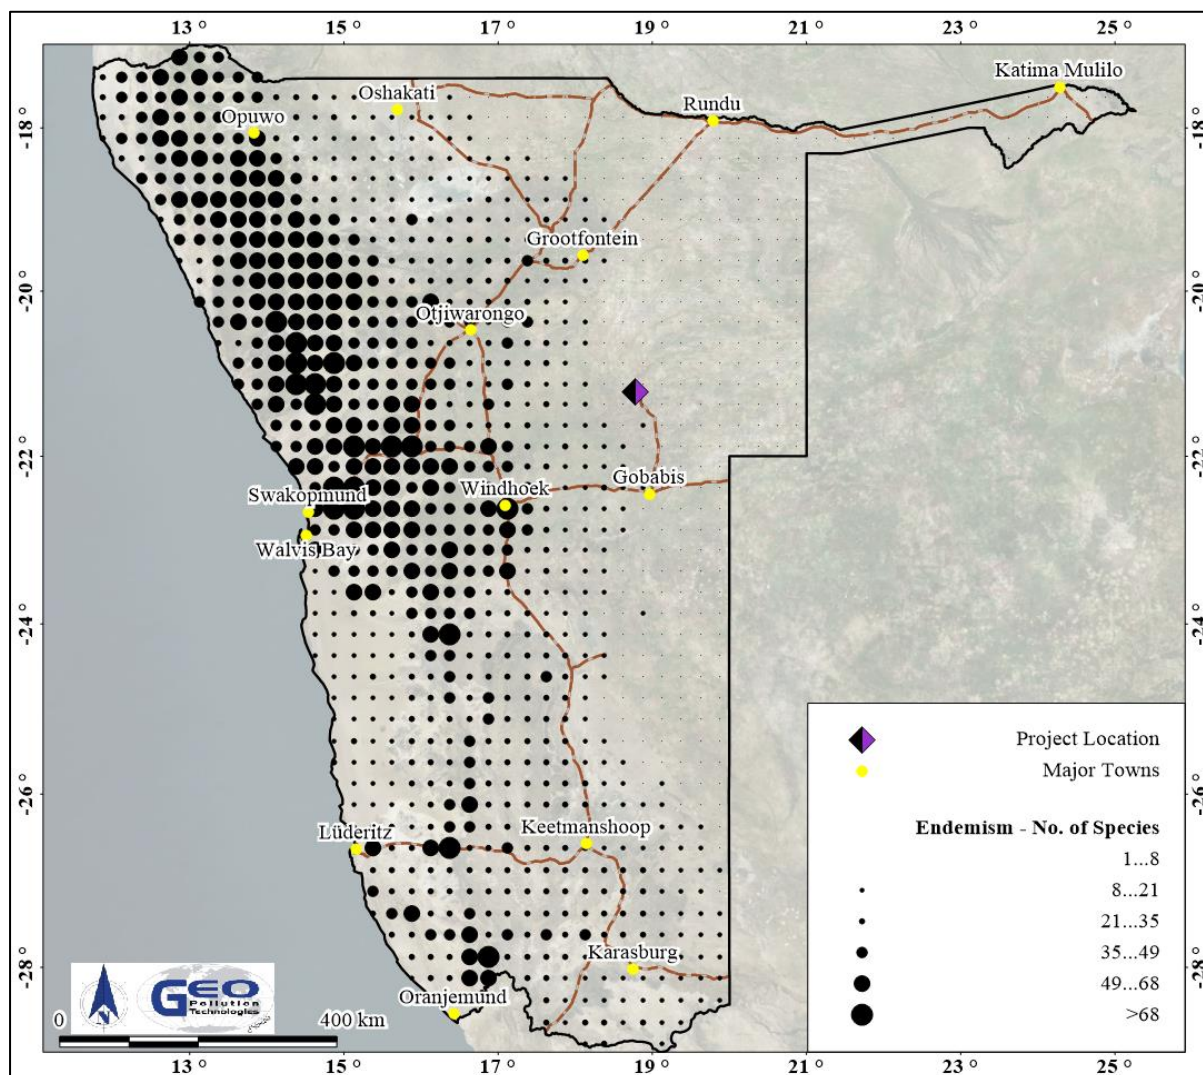 13 ° 15 ° 17 ° 19 ° 21 ° 23 ° 25 °
Katima Mulilo
Oshakati
Rundu
Opuwo
-18 ° -18 °
Grootfontein
-20 ° -20 °
Otjiwarongo
-22 ° -22 °
Gobabis
Windhoek
Swakopmund
Walvis Bay
-24 ° -24 °
Project Location
Major Towns
-26 ° -26 °
Lüderitz
Keetmanshoop
Endemism - No. of Species
1...8
8...21
21...35
35...49
49...68
>68
Karasburg
-28 ° -28 °
Oranjemund
N
GEO
Pollution
Technologies
0 400 km
13 ° 15 ° 17 ° 19 ° 21 ° 23 ° 25 °